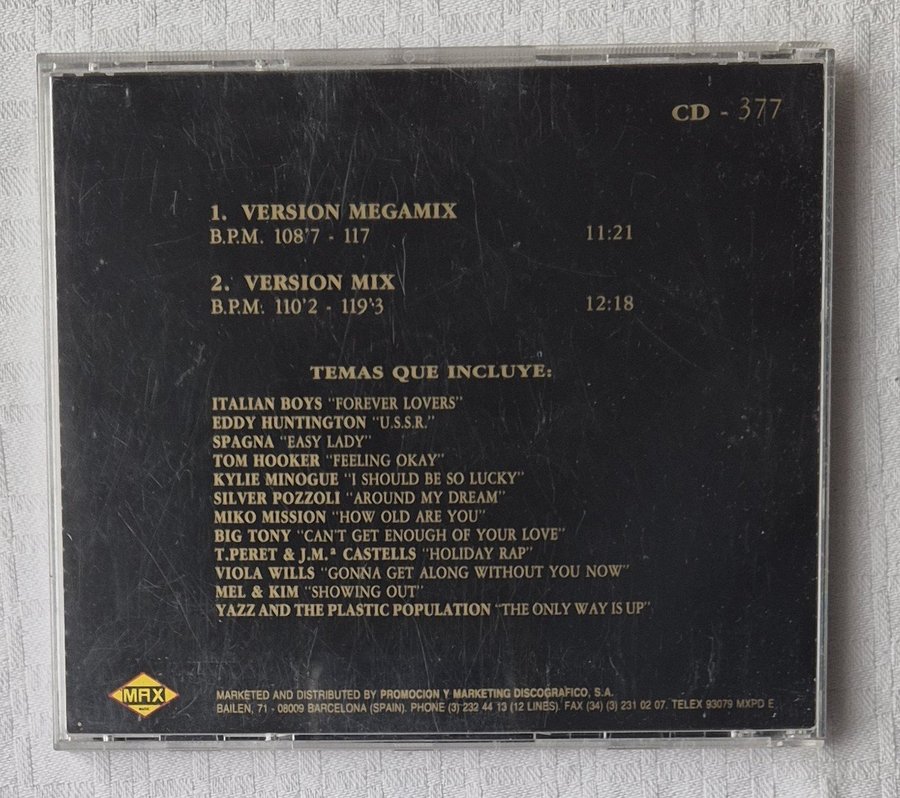 CD - 377
1. VERSION MEGAMIX
B.P.M. 108'7 - 117 11:21
2. VERSION MIX
B.P.M. 110'2 - 119'3 12:18
TEMAS QUE INCLUYE:
ITALIAN BOYS "FOREVER LOVERS"
EDDY HUNTINGTON "U.S.S.R."
SPAGNA "EASY LADY"
TOM HOOKER "FEELING OKAY"
KYLIE MINOGUE "I SHOULD BE SO LUCKY"
SILVER POZZOLI "AROUND MY DREAM"
MIKO MISSION "HOW OLD ARE YOU"
BIG TONY "CAN'T GET ENOUGH OF YOUR LOVE"
T.PERET & J.M.ª CASTELLS "HOLIDAY RAP"
VIOLA WILLS "GONNA GET ALONG WITHOUT YOU NOW"
MEL & KIM "SHOWING OUT"
YAZZ AND THE PLASTIC POPULATION "THE ONLY WAY IS UP"
MAX
MUSIC
MARKETED AND DISTRIBUTED BY PROMOCION Y MARKETING DISCOGRAFICO, S.A.
BAILEN, 71 - 08009 BARCELONA (SPAIN). PHONE (3) 232 44 13 (12 LINES). FAX (34) (3) 231 02 07. TELEX 93079 MXPD E